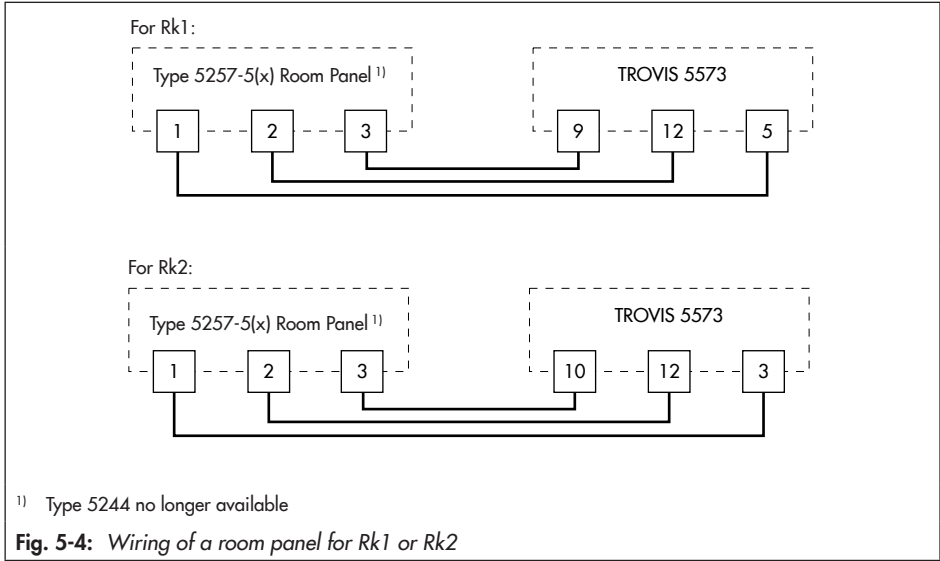 For Rk1:
Type 5257-5(x) Room Panel 1)
TROVIS 5573
1 2 3 9 12 5
For Rk2:
Type 5257-5(x) Room Panel 1)
TROVIS 5573
1 2 3 10 12 3
1) Type 5244 no longer available
Fig. 5-4: Wiring of a room panel for Rk1 or Rk2